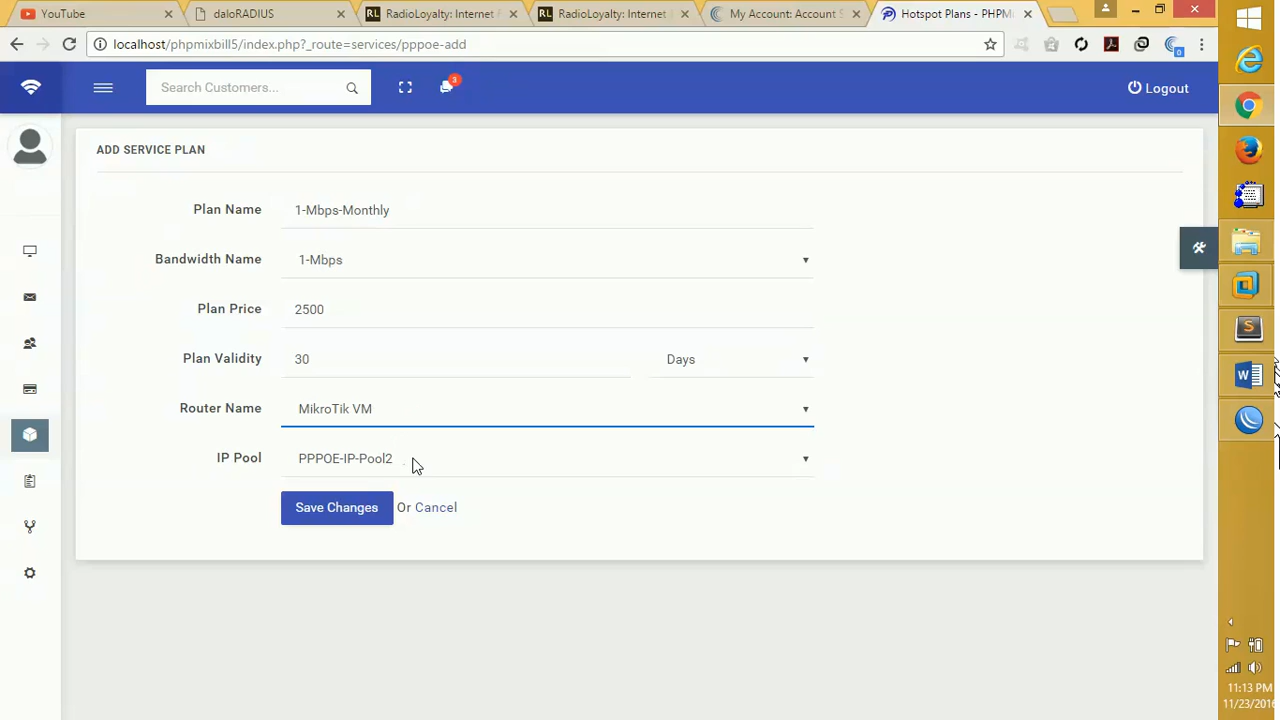 YouTube
daloRADIUS
RadioLoyalty: Internet
RadioLoyalty: Internet
My Account: Account S
Hotspot Plans - PHPM
localhost/phpmixbill5/index.php?_route=services/pppoe-add
0
Search Customers...
3
Logout
ADD SERVICE PLAN
Plan Name 1-Mbps-Monthly
Bandwidth Name 1-Mbps
Plan Price 2500
Plan Validity 30 Days
Router Name MikroTik VM
IP Pool PPPOE-IP-Pool2
Save Changes Or Cancel
11:13 PM
11/23/2016